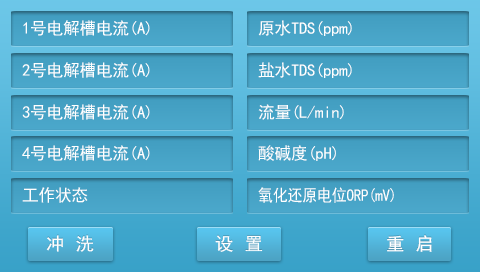 1号电解槽电流(A) 原水TDS(ppm)
2号电解槽电流(A) 盐水TDS(ppm)
3号电解槽电流(A) 流量(L/min)
4号电解槽电流(A) 酸碱度(pH)
工作状态 氧化还原电位ORP(mV)
冲 洗 设 置 重 启